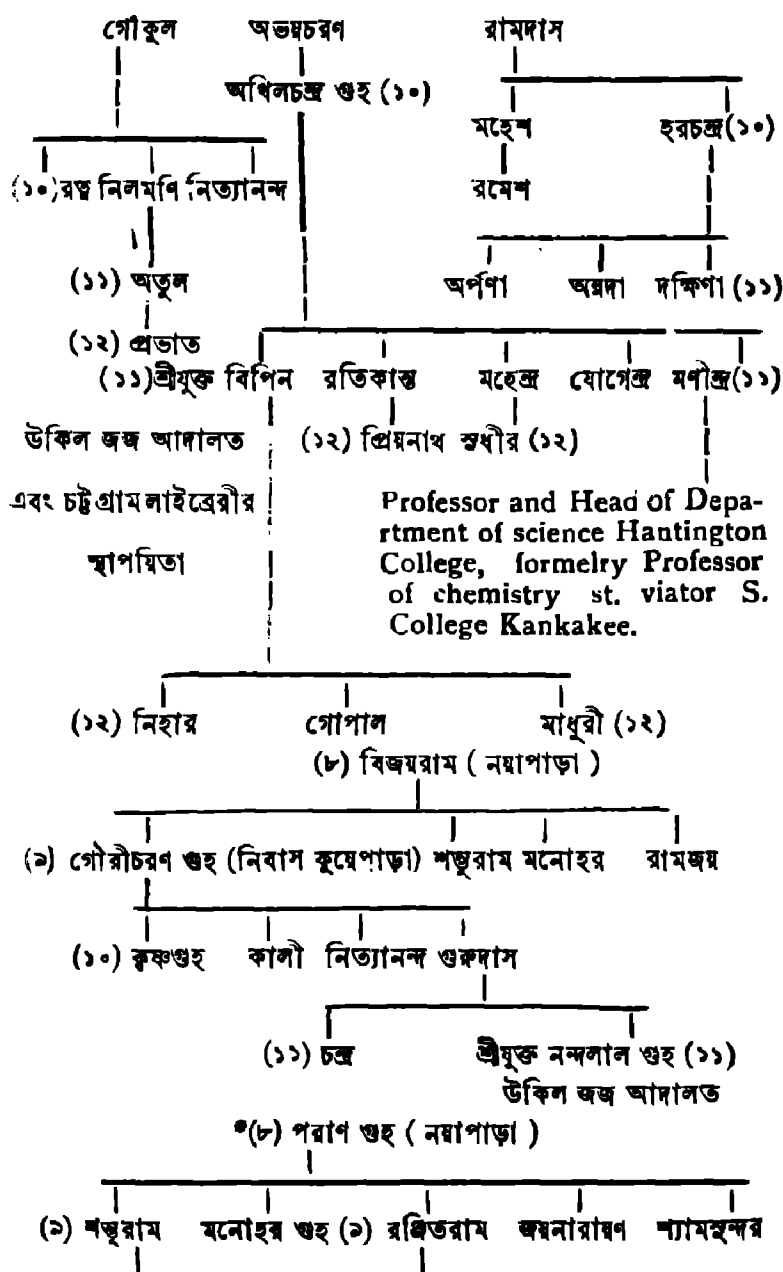 গৌকুল অভয়চরণ রামদাস
অখিলচন্দ্র গুহ (১০)
মহেশ হরচন্দ্র (১০)
(১০) রত্ন নিলমণি নিত্যানন্দ রমেশ
(১১) অতুল অর্পণা অন্নদা দক্ষিণা (১১)
(১২) প্রভাত
(১১) শ্রীযুক্ত বিপিন রতিকান্ত মহেন্দ্র যোগেন্দ্র মণীন্দ্র (১১)
উকিল জজ আদালত (১২) প্রিয়নাথ সুধীর (১২)
এবং চট্টগ্রাম লাইব্রেরীর
স্থাপয়িতা
Professor and Head of Depa-
rtment of science Hantington
College, formelry Professor
of chemistry st. viator S.
College Kankakee.
(১২) নিহার গোপাল মাধুরী (১২)
(৮) বিজয়রাম ( নয়াপাড়া )
(৯) গৌরীচরণ গুহ (নিবাস কুয়েপাড়া) শম্ভুরাম মনোহর রামজয়
(১০) কৃষ্ণগুহ কালী নিত্যানন্দ গুরুদাস
(১১) চন্দ্র শ্রীযুক্ত নন্দলাল গুহ (১১)
উকিল জজ আদালত
*(৮) পরাণ গুহ ( নয়াপাড়া )
(৯) শম্ভুরাম মনোহর গুহ (৯) রঞ্জিতরাম জয়নারায়ণ শ্যামসুন্দর